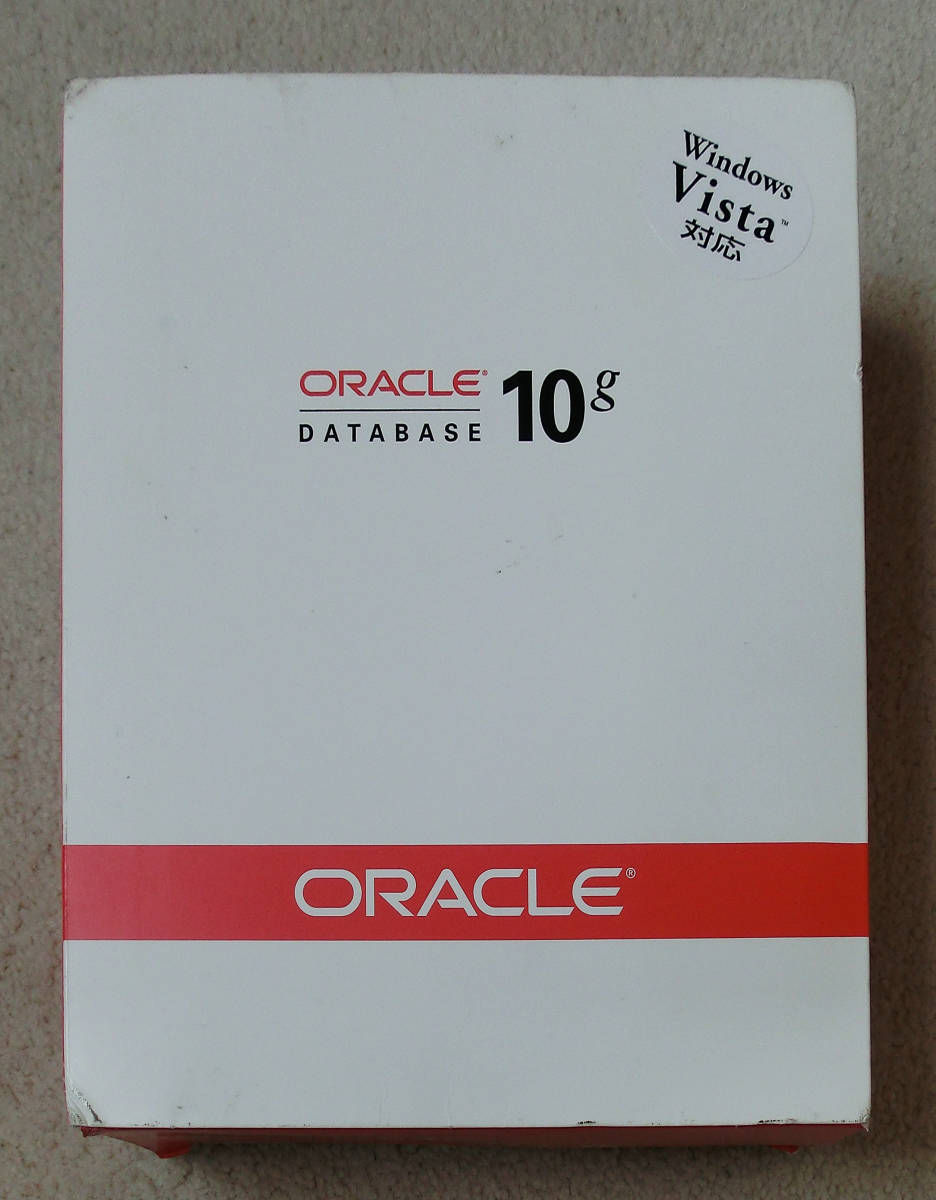 Windows
Vista™
対応
ORACLE®
DATABASE
10g
ORACLE®